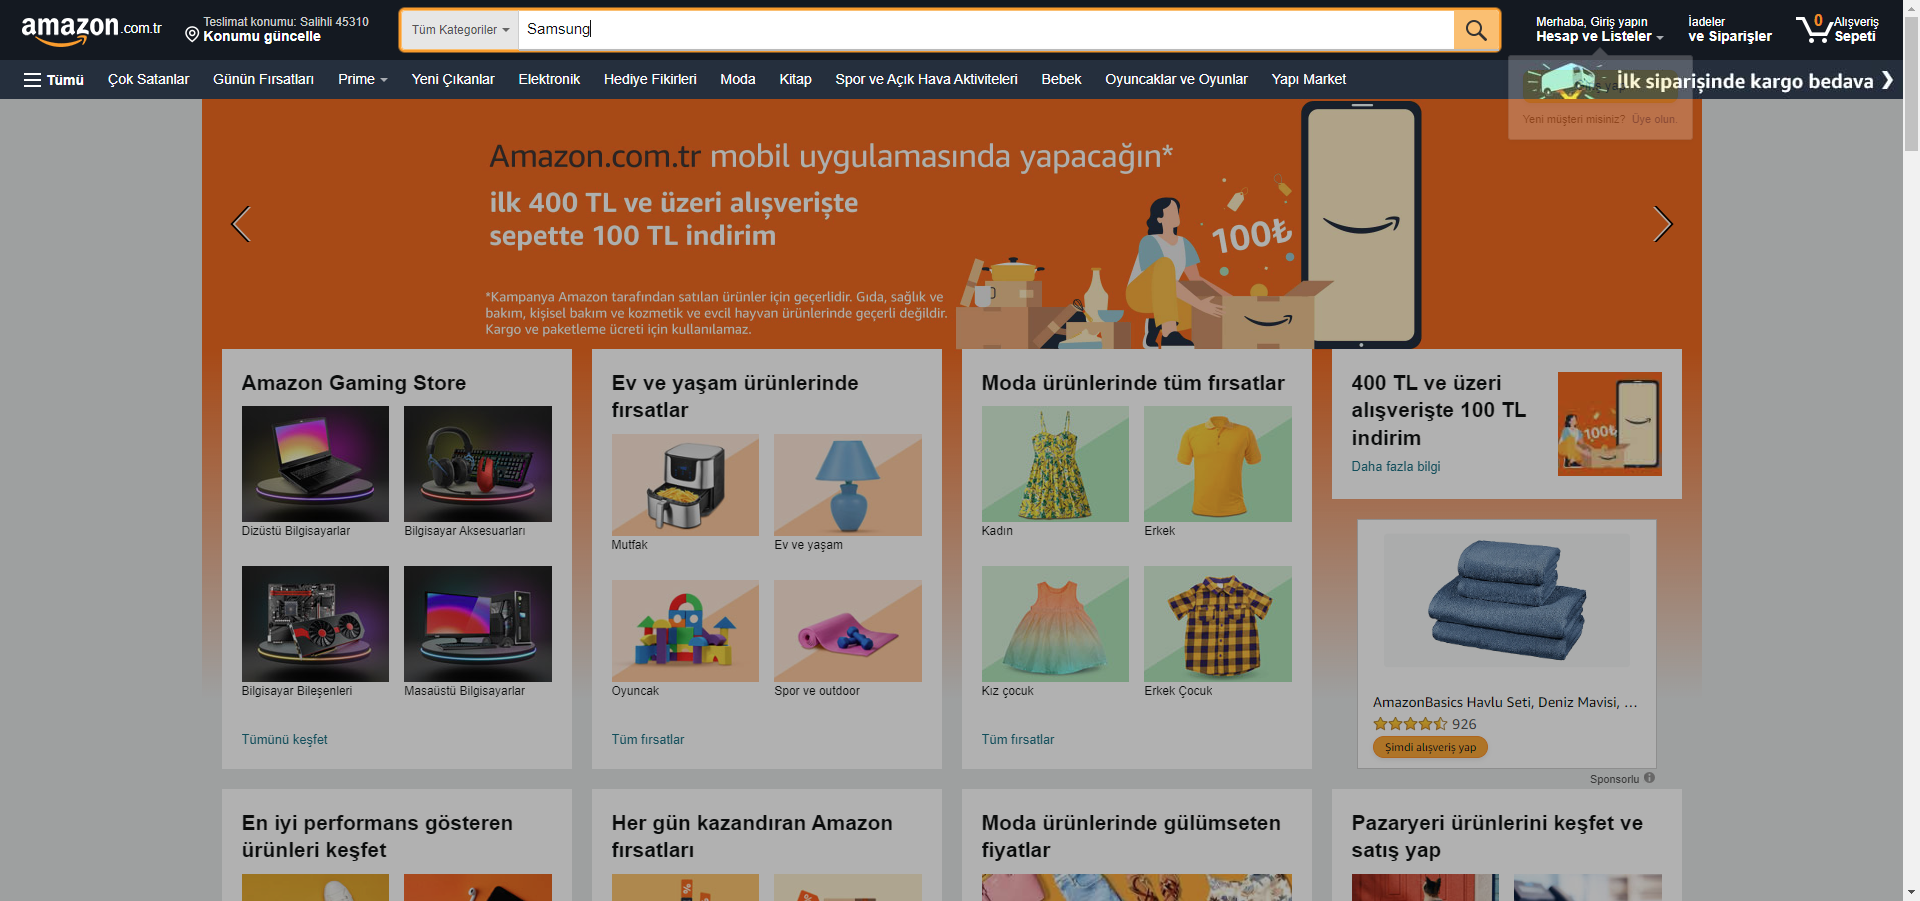 amazon.com.tr
Teslimat konumu: Salihli 45310
Konumu güncelle
Tüm Kategoriler
Samsung
Merhaba, Giriş yapın
Hesap ve Listeler
İadeler
ve Siparişler
0
Alışveriş
Sepeti
Tümü
Çok Satanlar
Günün Fırsatları
Prime
Yeni Çıkanlar
Elektronik
Hediye Fikirleri
Moda
Kitap
Spor ve Açık Hava Aktiviteleri
Bebek
Oyuncaklar ve Oyunlar
Yapı Market
İlk siparişinde kargo bedava
Yeni müşteri misiniz? Üye olun.
Amazon.com.tr mobil uygulamasında yapacağın*
ilk 400 TL ve üzeri alışverişte
sepette 100 TL indirim
100₺
*Kampanya Amazon tarafından satılan ürünler için geçerlidir. Gıda, sağlık ve
bakım, kişisel bakım ve kozmetik ve evcil hayvan ürünlerinde geçerli değildir.
Kargo ve paketleme ücreti için kullanılamaz.
Amazon Gaming Store
Dizüstü Bilgisayarlar
Bilgisayar Aksesuarları
Bilgisayar Bileşenleri
Masaüstü Bilgisayarlar
Tümünü keşfet
Ev ve yaşam ürünlerinde
fırsatlar
Mutfak
Ev ve yaşam
Oyuncak
Spor ve outdoor
Tüm fırsatlar
Moda ürünlerinde tüm fırsatlar
Kadın
Erkek
Kız çocuk
Erkek Çocuk
Tüm fırsatlar
400 TL ve üzeri
alışverişte 100 TL
indirim
Daha fazla bilgi
100₺
AmazonBasics Havlu Seti, Deniz Mavisi, …
926
Şimdi alışveriş yap
Sponsorlu
En iyi performans gösteren
ürünleri keşfet
Her gün kazandıran Amazon
fırsatları
Moda ürünlerinde gülümseten
fiyatlar
Pazaryeri ürünlerini keşfet ve
satış yap